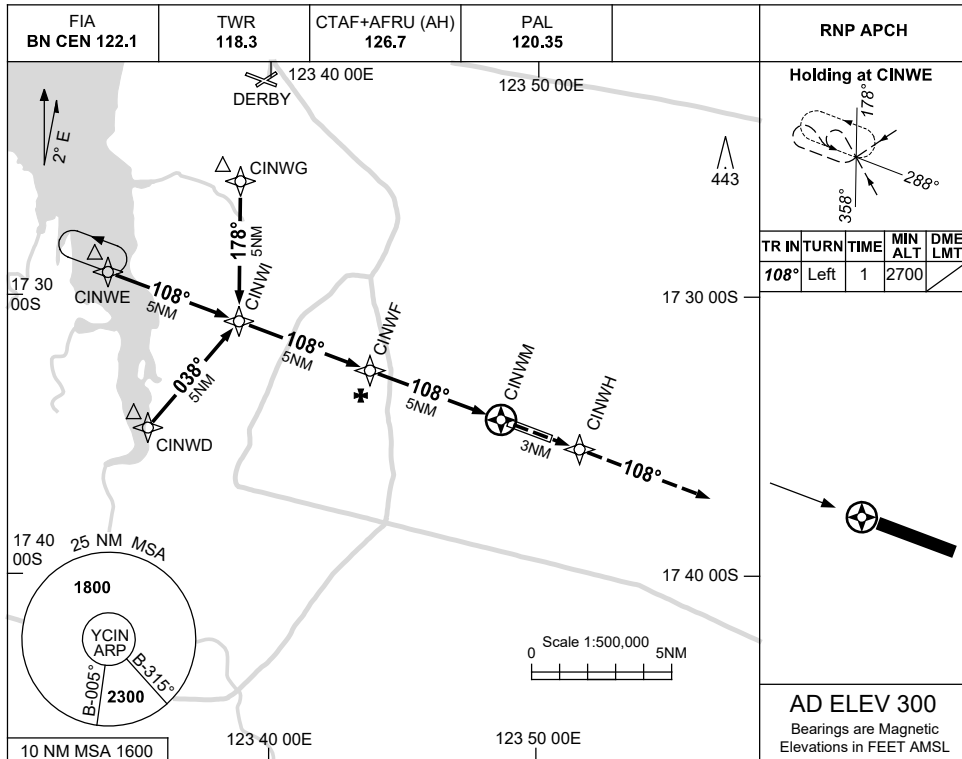 FIA
BN CEN 122.1
TWR
118.3
CTAF+AFRU (AH)
126.7
PAL
120.35
RNP APCH
123 40 00E
123 50 00E
DERBY
2° E
CINWG
443
178°
5NM
CINWI
17 30
00S
CINWE
108°
5NM
108°
5NM
CINWF
17 30 00S
038°
5NM
108°
5NM
CINWM
CINWH
CINWD
3NM
108°
17 40
00S
17 40 00S
25 NM MSA
1800
YCIN
ARP
B-005°
B-315°
2300
10 NM MSA 1600
Scale 1:500,000
0
5NM
123 40 00E
123 50 00E
Holding at CINWE
178°
288°
358°
TR IN TURN TIME MIN ALT DME LMT
108° Left 1 2700
AD ELEV 300
Bearings are Magnetic
Elevations in FEET AMSL